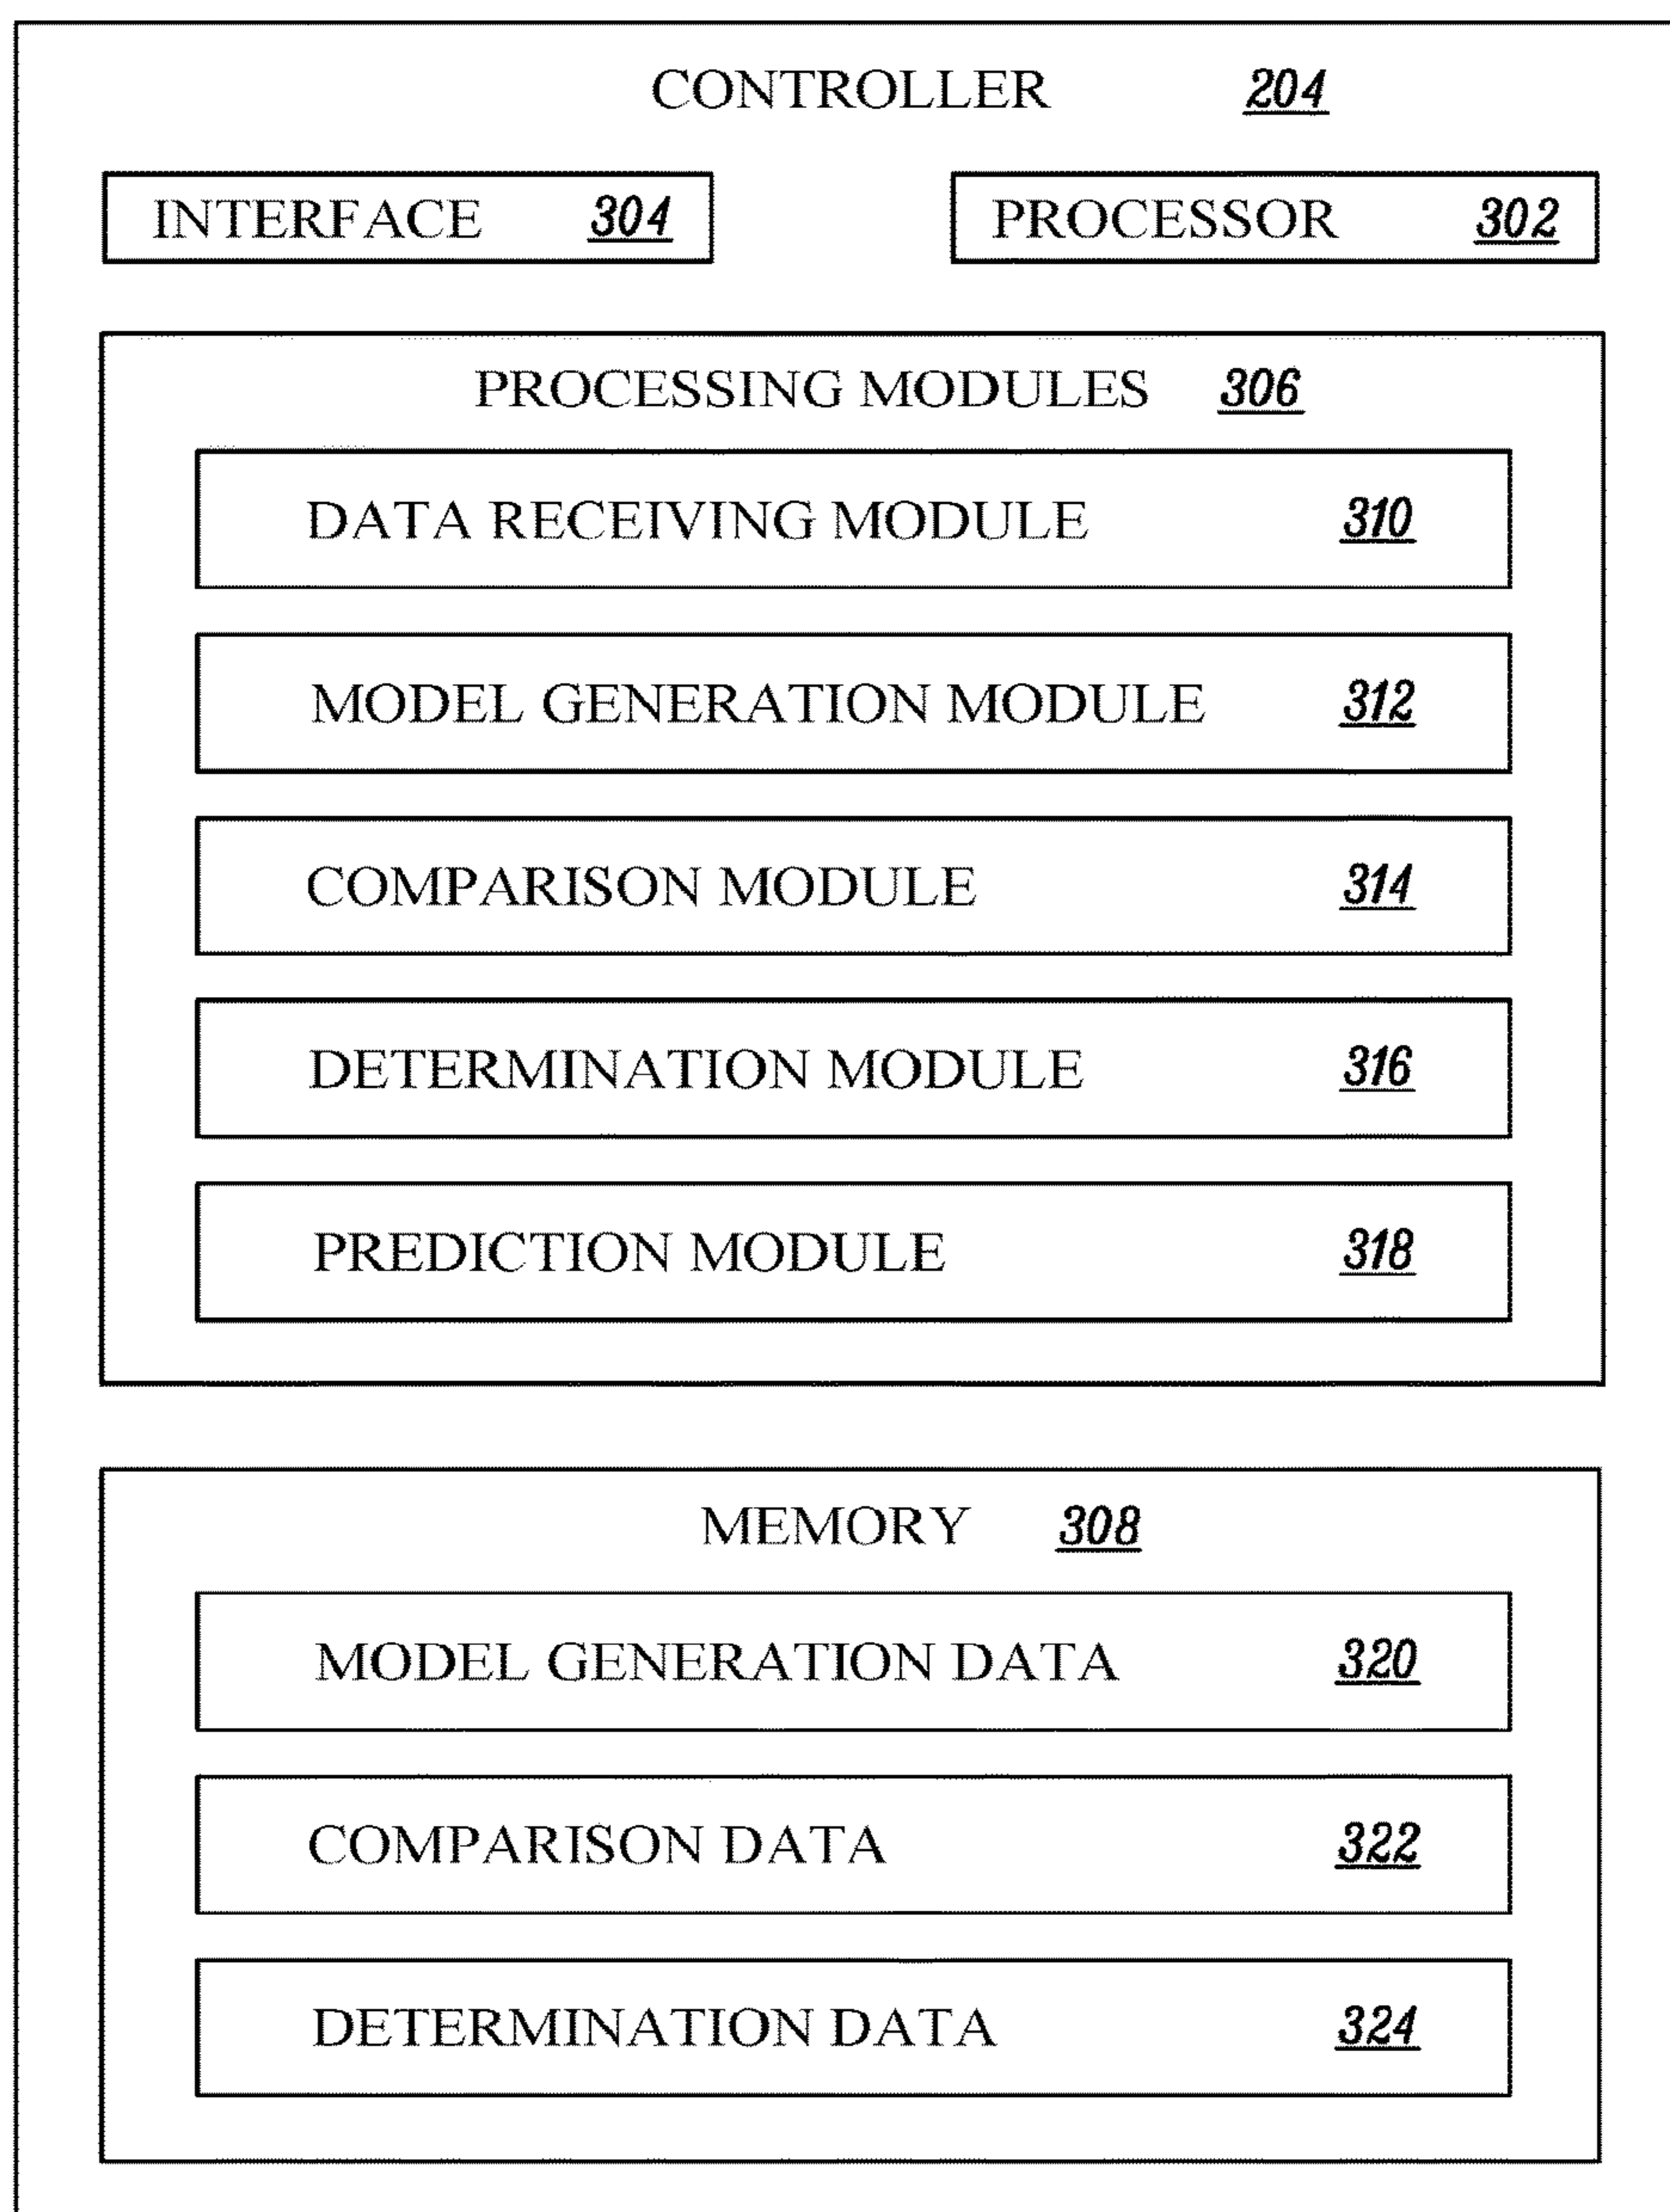 CONTROLLER 204
INTERFACE 304 PROCESSOR 302
PROCESSING MODULES 306
DATA RECEIVING MODULE 310
MODEL GENERATION MODULE 312
COMPARISON MODULE 314
DETERMINATION MODULE 316
PREDICTION MODULE 318
MEMORY 308
MODEL GENERATION DATA 320
COMPARISON DATA 322
DETERMINATION DATA 324